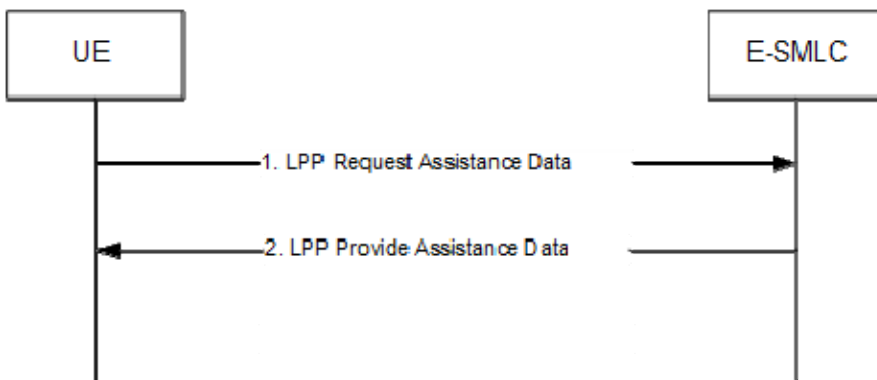 UE
E-SMLC
1. LPP Request Assistance Data
2. LPP Provide Assistance Data